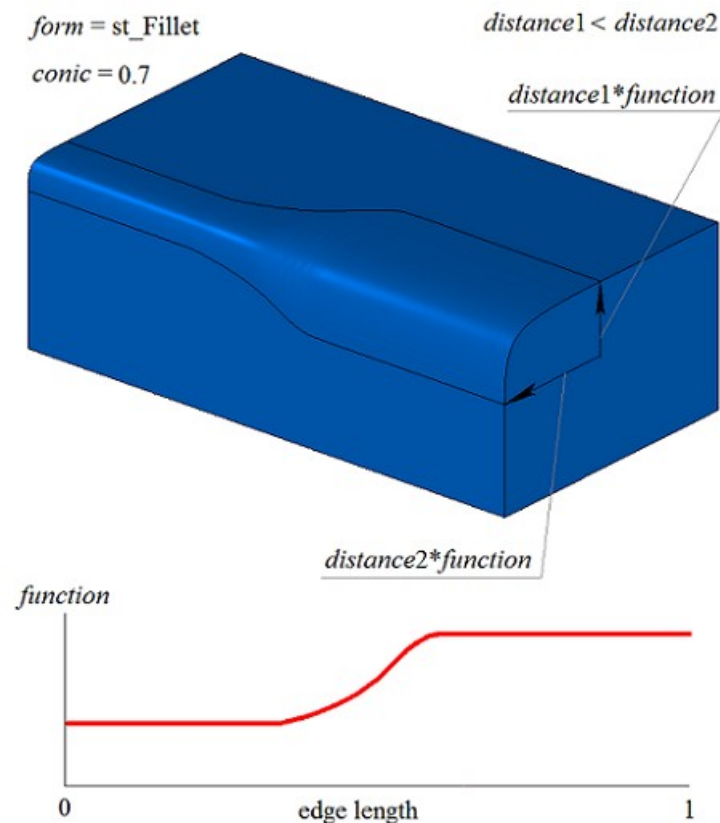 form = st_Fillet
distance1 < distance2
conic = 0.7
distance1*function
distance2*function
function
0
edge length
1